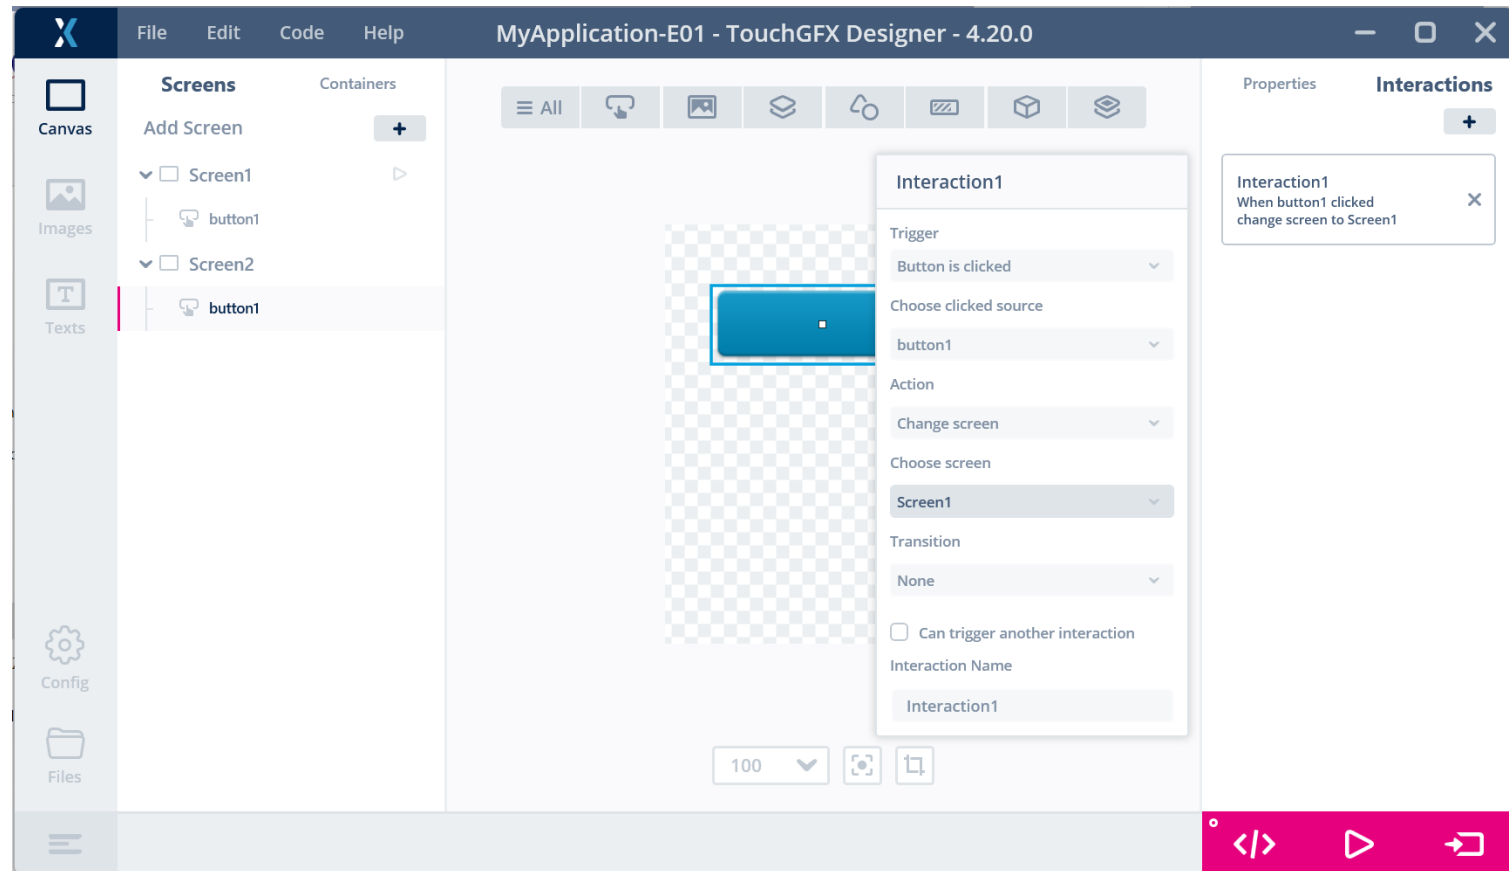 File Edit Code Help MyApplication-E01 - TouchGFX Designer - 4.20.0
Canvas
Images
Texts
Config
Files
Screens Containers
Add Screen
Screen1
button1
Screen2
button1
All
Interaction1
Trigger
Button is clicked
Choose clicked source
button1
Action
Change screen
Choose screen
Screen1
Transition
None
Can trigger another interaction
Interaction Name
Interaction1
100
Properties Interactions
Interaction1
When button1 clicked
change screen to Screen1